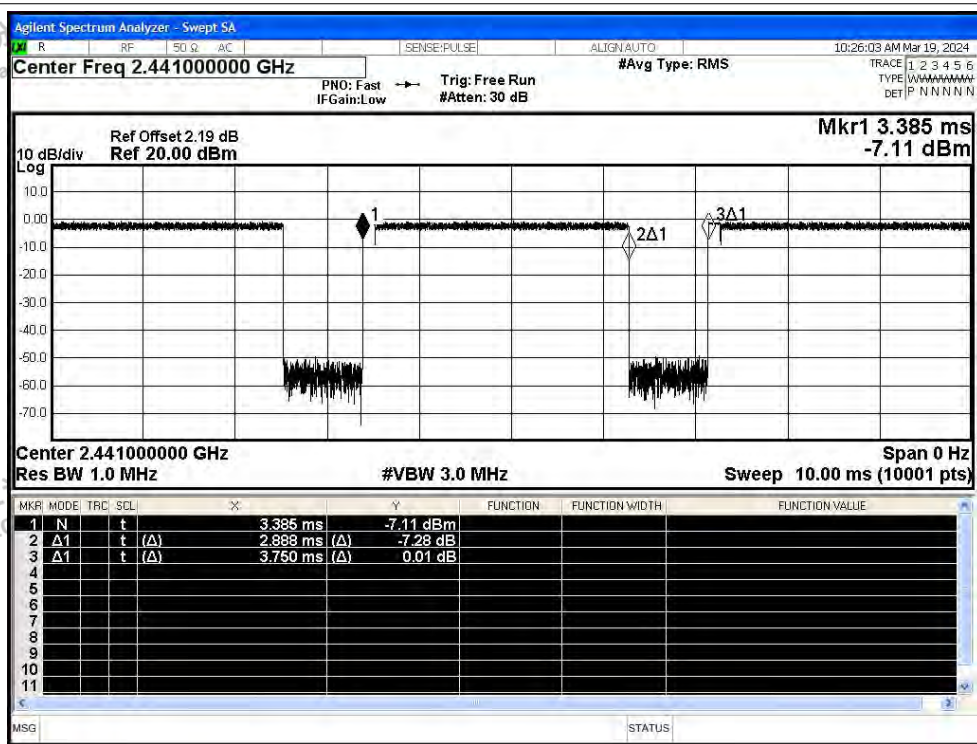 Agilent Spectrum Analyzer - Swept SA
R RF 50 Ω AC SENSE:PULSE ALIGN AUTO 10:26:03 AM Mar 19, 2024
Center Freq 2.441000000 GHz
PNO: Fast
IFGain:Low
Trig: Free Run
#Atten: 30 dB
#Avg Type: RMS
TRACE 1 2 3 4 5 6
TYPE WWWWWW
DET P N N N N N
Mkr1 3.385 ms
-7.11 dBm
Ref Offset 2.19 dB
10 dB/div Ref 20.00 dBm
Log
10.0
0.00
-10.0
-20.0
-30.0
-40.0
-50.0
-60.0
-70.0
1
2Δ1
3Δ1
Center 2.441000000 GHz Span 0 Hz
Res BW 1.0 MHz #VBW 3.0 MHz Sweep 10.00 ms (10001 pts)
MKR MODE TRC SCL X Y FUNCTION FUNCTION WIDTH FUNCTION VALUE
1 N t 3.385 ms -7.11 dBm
2 Δ1 t (Δ) 2.888 ms (Δ) -7.28 dB
3 Δ1 t (Δ) 3.750 ms (Δ) 0.01 dB
4
5
6
7
8
9
10
11
MSG STATUS